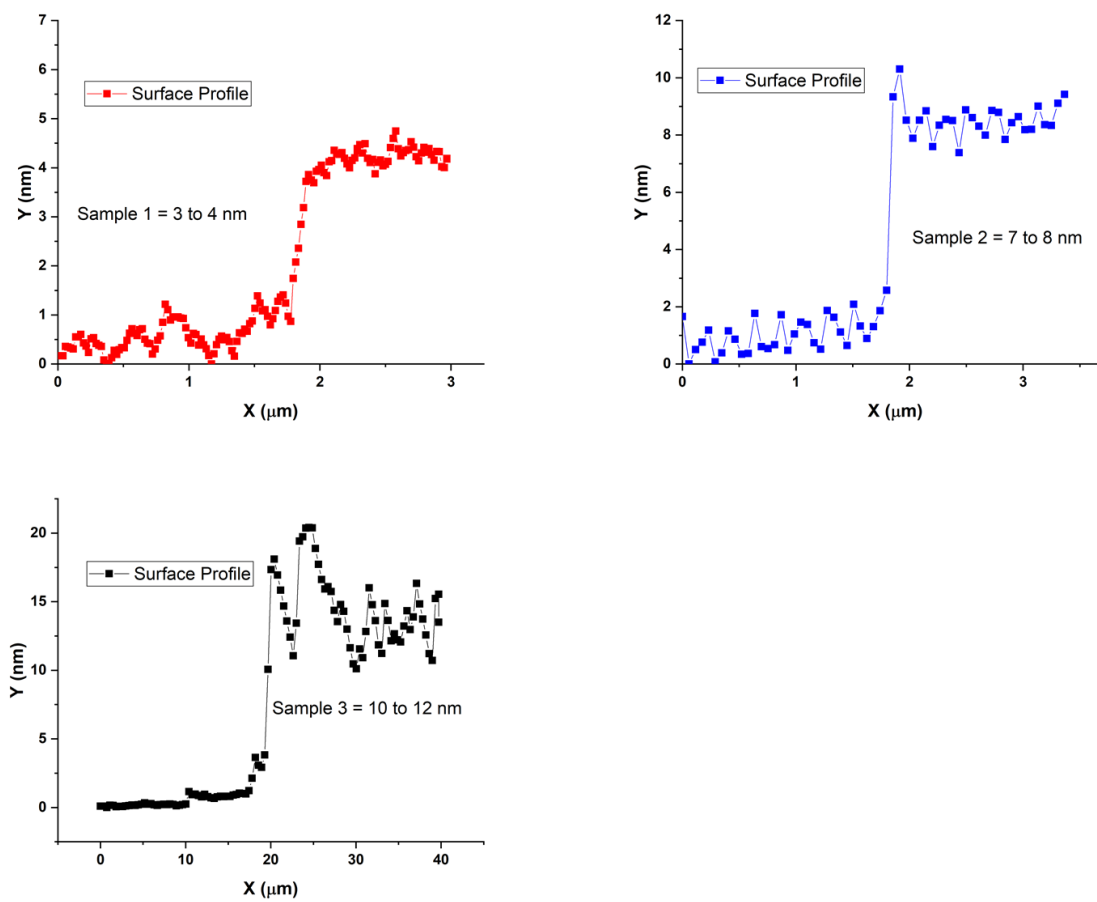 7
6
5
4
3
2
1
0
Y (nm)
Surface Profile
Sample 1 = 3 to 4 nm
0 1 2 3
X (μm)
12
10
8
6
4
2
0
Y (nm)
Surface Profile
Sample 2 = 7 to 8 nm
0 1 2 3
X (μm)
20
15
10
5
0
Y (nm)
Surface Profile
Sample 3 = 10 to 12 nm
0 10 20 30 40
X (μm)